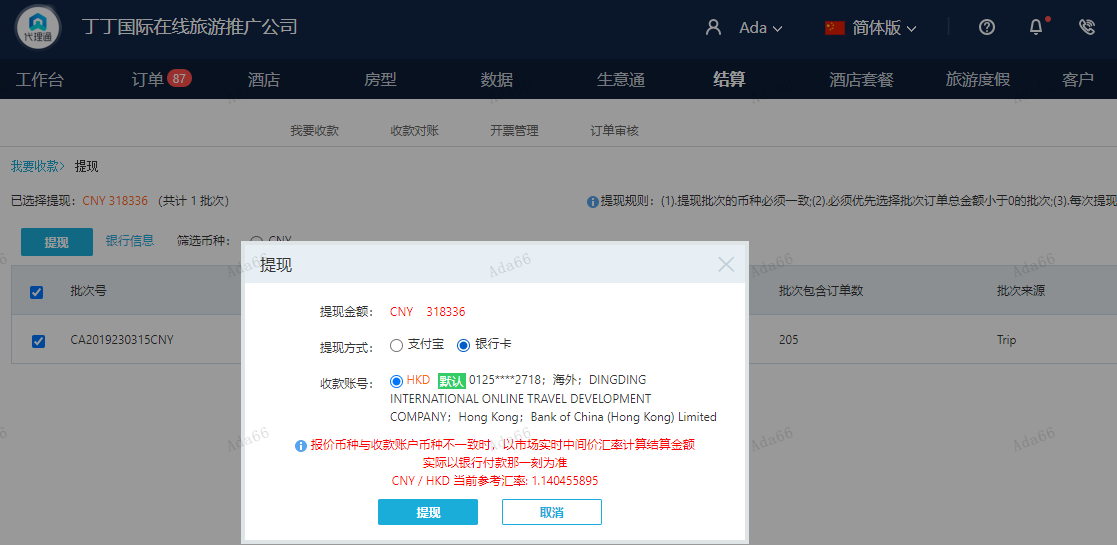 代理通
丁丁国际在线旅游推广公司
Ada
简体版
工作台
订单 87
酒店
房型
数据
生意通
结算
酒店套餐
旅游度假
客户
我要收款
收款对账
开票管理
订单审核
我要收款> 提现
已选择提现：CNY 318336 (共计 1 批次)
提现规则：(1).提现批次的币种必须一致;(2).必须优先选择批次订单总金额小于0的批次;(3).每次提现
提现
银行信息
筛选币种：
CNY
批次号
批次包含订单数
批次来源
CA2019230315CNY
205
Trip
提现
提现金额： CNY 318336
提现方式： 支付宝 银行卡
收款账号： HKD 默认 0125****2718；海外；DINGDING
INTERNATIONAL ONLINE TRAVEL DEVELOPMENT
COMPANY；Hong Kong；Bank of China (Hong Kong) Limited
报价币种与收款账户币种不一致时，以市场实时中间价汇率计算结算金额
实际以银行付款那一刻为准
CNY / HKD 当前参考汇率: 1.140455895
提现
取消
Ada66
Ada66
Ada66
Ada66
Ada66
Ada66
Ada66
Ada66